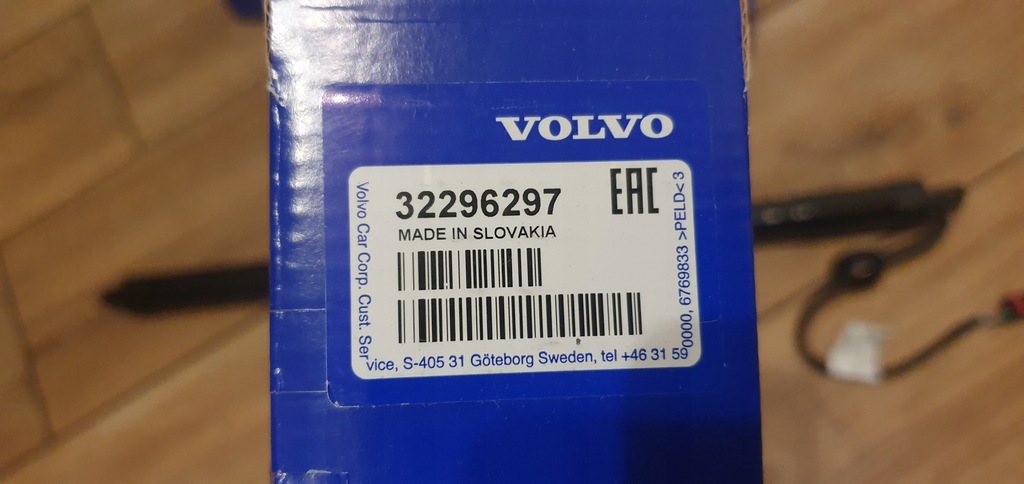 VOLVO
32296297
EAC
MADE IN SLOVAKIA
Volvo Car Corp. Cust. Ser
vice, S-405 31 Göteborg Sweden, tel +46 31 59
0000, 6769833 >PELD< 3